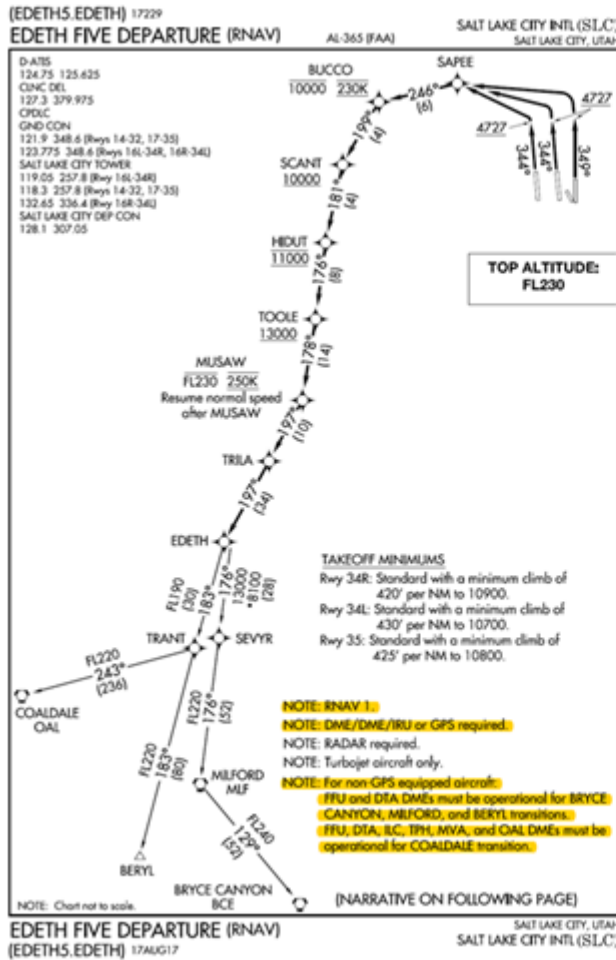 (EDETH5.EDETH) 17229
EDETH FIVE DEPARTURE (RNAV)
AL-365 (FAA)
SALT LAKE CITY INTL (SLC)
SALT LAKE CITY, UTAH
D-ATIS
124.75 125.625
CLNC DEL
127.3 379.975
CPDLC
GND CON
121.9 348.6 (Rwys 14-32, 17-35)
123.775 348.6 (Rwys 16L-34R, 16R-34L)
SALT LAKE CITY TOWER
119.05 257.8 (Rwy 16L-34R)
118.3 257.8 (Rwys 14-32, 17-35)
132.65 336.4 (Rwy 16R-34L)
SALT LAKE CITY DEP CON
128.1 307.05
SAPEE
BUCCO
10000 230K
246°
(6)
4727
4727
344°
344°
349°
199°
(4)
SCANT
10000
181°
(4)
HIDUT
11000
176°
(8)
TOP ALTITUDE:
FL230
TOOLE
13000
178°
(14)
MUSAW
FL230 250K
Resume normal speed
after MUSAW
197°
(10)
TRILA
197°
(34)
EDETH
FL190
183°
(30)
176°
13000
*8100
(28)
TRANT
SEVYR
FL220
243°
(236)
COALDALE
OAL
FL220
183°
(80)
FL220
176°
(52)
MILFORD
MLF
FL240
129°
(52)
BERYL
BRYCE CANYON
BCE
TAKEOFF MINIMUMS
Rwy 34R: Standard with a minimum climb of
420' per NM to 10900.
Rwy 34L: Standard with a minimum climb of
430' per NM to 10700.
Rwy 35: Standard with a minimum climb of
425' per NM to 10800.
NOTE: RNAV 1.
NOTE: DME/DME/IRU or GPS required.
NOTE: RADAR required.
NOTE: Turbojet aircraft only.
NOTE: For non-GPS equipped aircraft:
FFU and DTA DMEs must be operational for BRYCE
CANYON, MILFORD, and BERYL transitions.
FFU, DTA, ILC, TPH, MVA, and OAL DMEs must be
operational for COALDALE transition.
NOTE: Chart not to scale.
(NARRATIVE ON FOLLOWING PAGE)
EDETH FIVE DEPARTURE (RNAV)
(EDETH5.EDETH) 17AUG17
SALT LAKE CITY, UTAH
SALT LAKE CITY INTL (SLC)